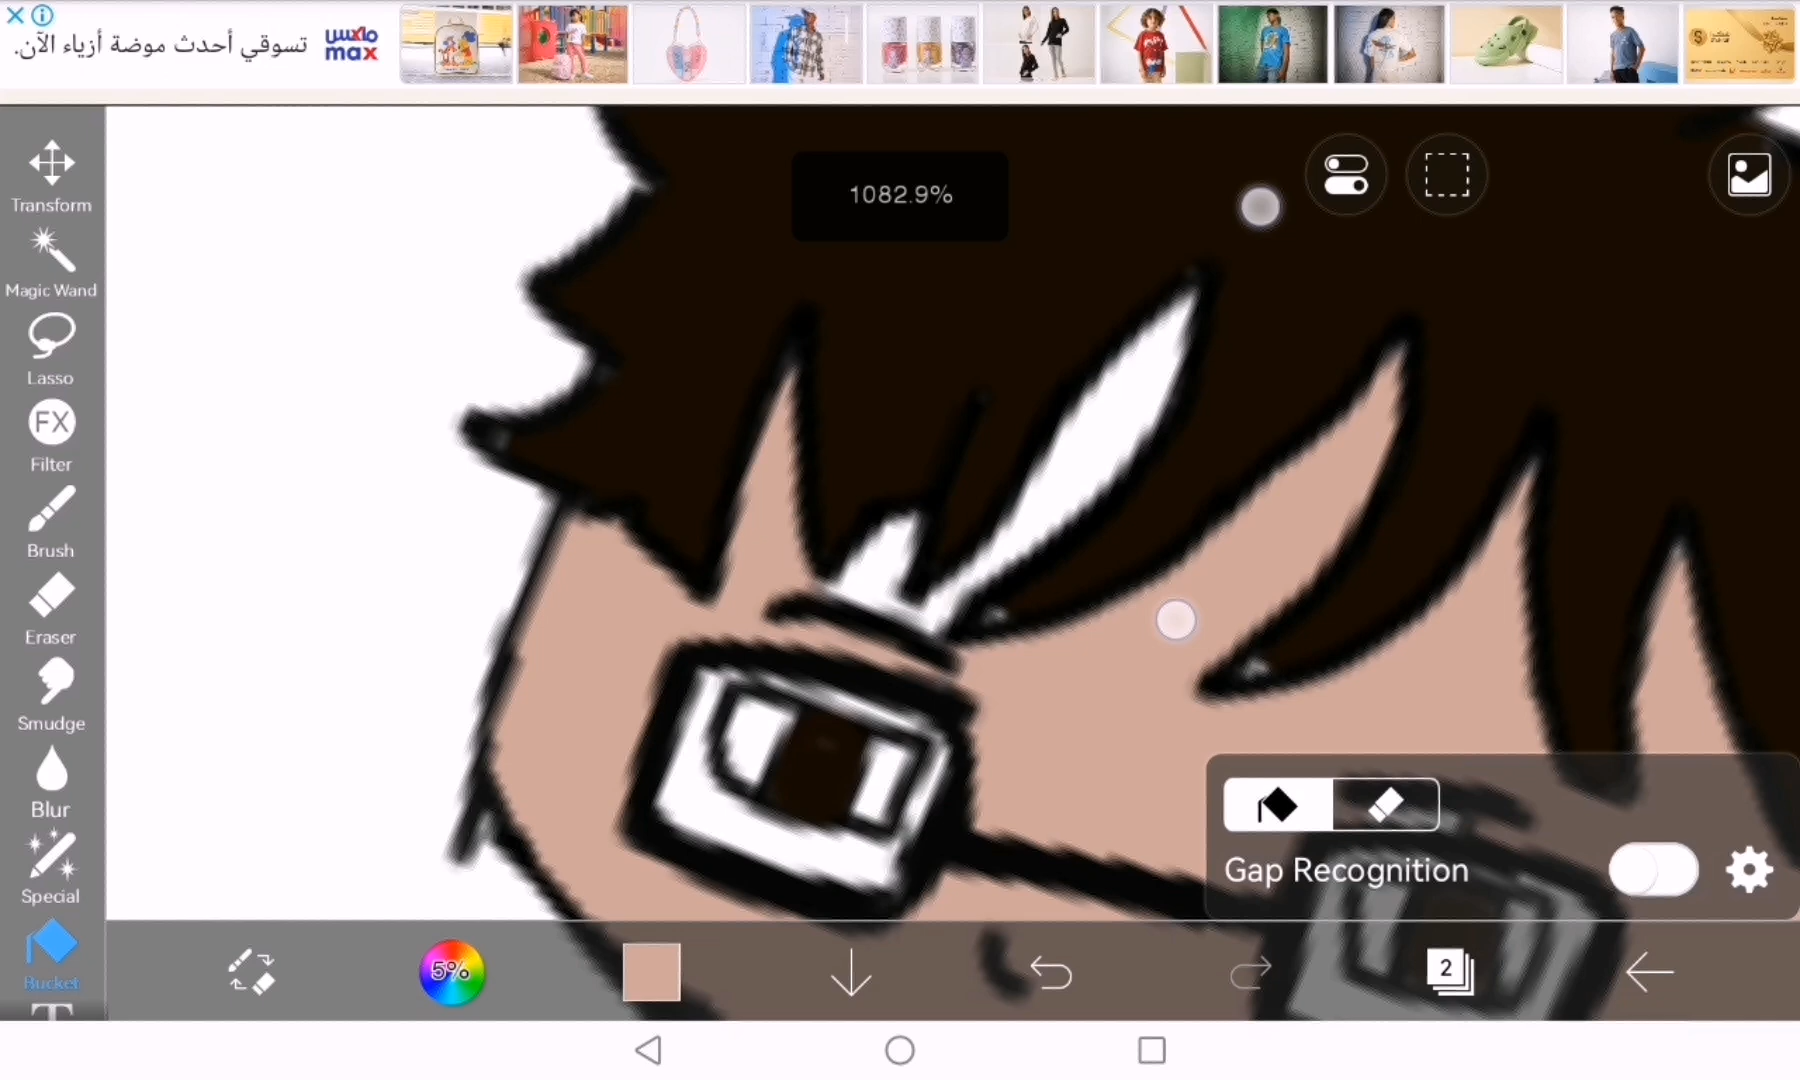 تسوقي أحدث موضة أزياء الآن.
max
1082.9%
Transform
Magic Wand
Lasso
FX
Filter
Brush
Eraser
Smudge
Blur
Special
Bucket
T
Gap Recognition
5%
2